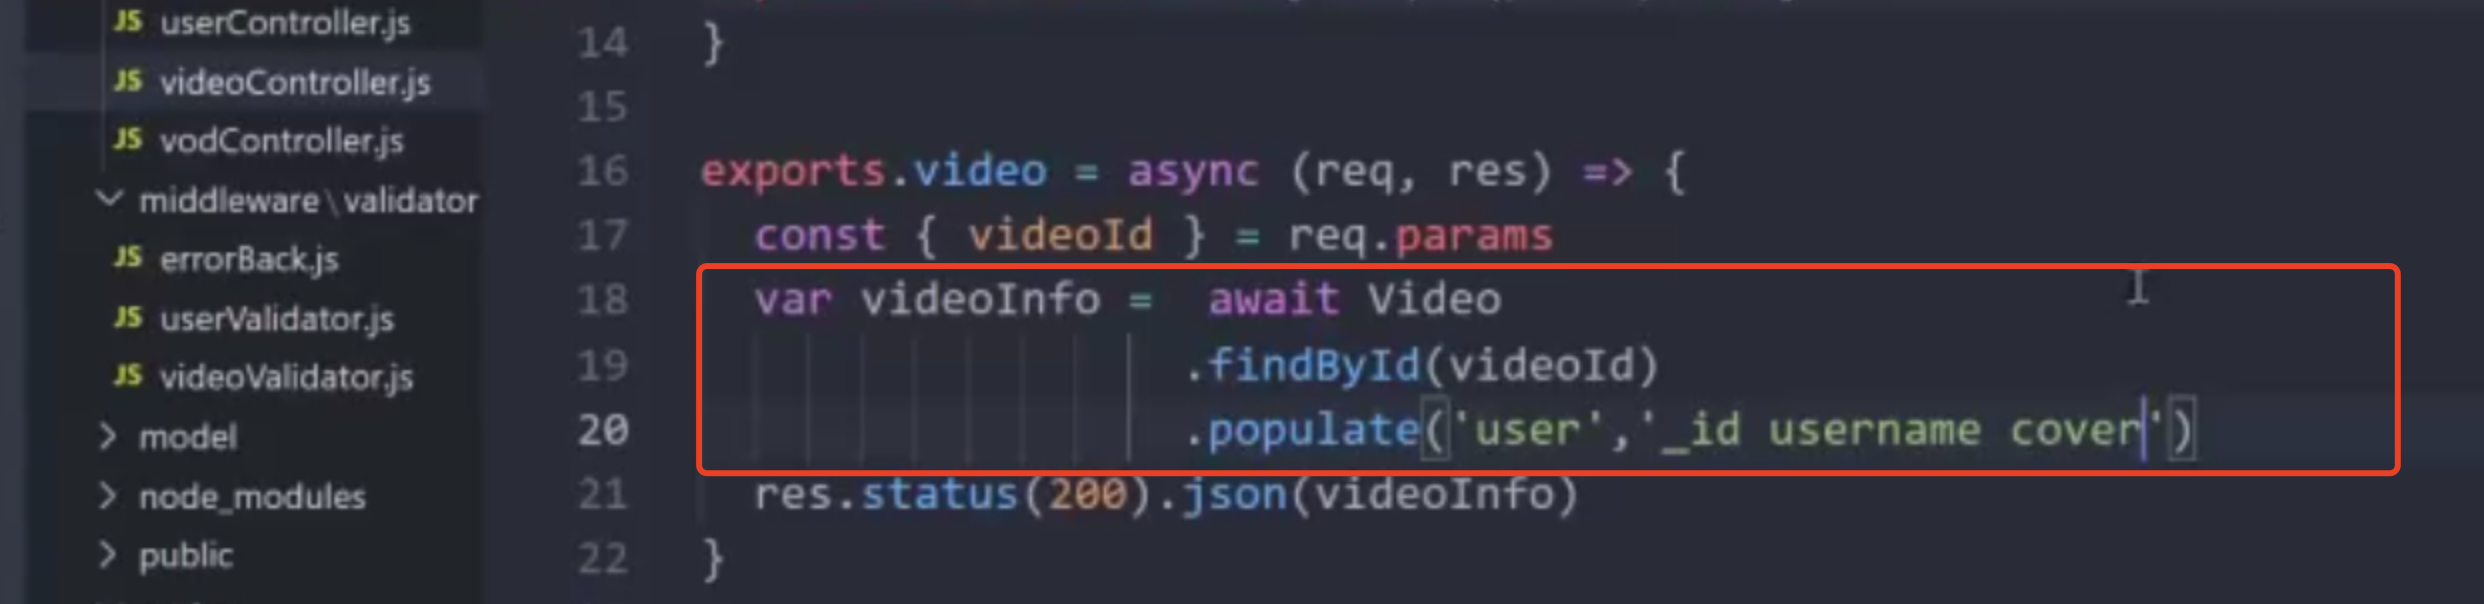 JS userController.js
JS videoController.js
JS vodController.js
middleware\validator
JS errorBack.js
JS userValidator.js
JS videoValidator.js
model
node_modules
public
14 }
15
16 exports.video = async (req, res) => {
17 const { videoId } = req.params
18 var videoInfo =  await Video
19 .findById(videoId)
20 .populate('user','_id username cover')
21 res.status(200).json(videoInfo)
22 }